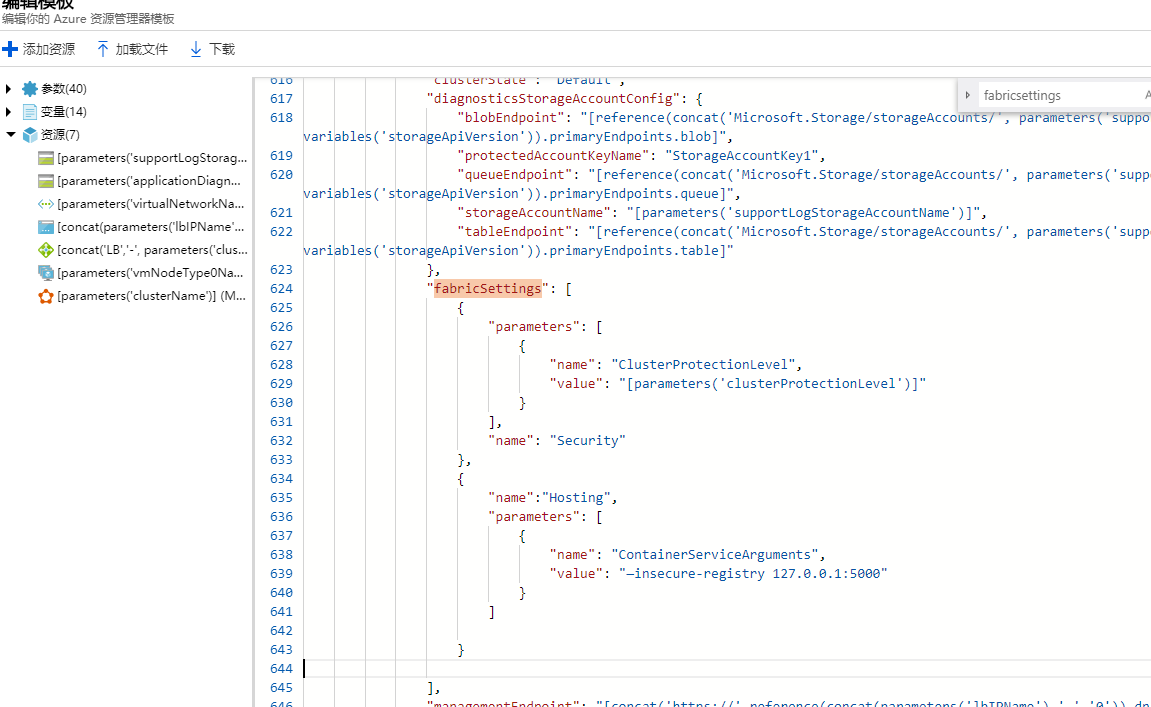 编辑模板
编辑你的 Azure 资源管理器模板
添加资源 加载文件 下载
参数(40)
变量(14)
资源(7)
[parameters('supportLogStorag...
[parameters('applicationDiagn...
[parameters('virtualNetworkNa...
[concat(parameters('lbIPName'...
[concat('LB','-', parameters('clus...
[parameters('vmNodeType0Na...
[parameters('clusterName')] (M...
fabricsettings
616 "clusterState": "Default",
617 "diagnosticsStorageAccountConfig": {
618 "blobEndpoint": "[reference(concat('Microsoft.Storage/storageAccounts/', parameters('suppo
variables('storageApiVersion')).primaryEndpoints.blob]",
619 "protectedAccountKeyName": "StorageAccountKey1",
620 "queueEndpoint": "[reference(concat('Microsoft.Storage/storageAccounts/', parameters('supp
variables('storageApiVersion')).primaryEndpoints.queue]",
621 "storageAccountName": "[parameters('supportLogStorageAccountName')]",
622 "tableEndpoint": "[reference(concat('Microsoft.Storage/storageAccounts/', parameters('supp
variables('storageApiVersion')).primaryEndpoints.table]"
623 },
624 "fabricSettings": [
625 {
626 "parameters": [
627 {
628 "name": "ClusterProtectionLevel",
629 "value": "[parameters('clusterProtectionLevel')]"
630 }
631 ],
632 "name": "Security"
633 },
634 {
635 "name":"Hosting",
636 "parameters": [
637 {
638 "name": "ContainerServiceArguments",
639 "value": "—insecure-registry 127.0.0.1:5000"
640 }
641 ]
642
643 }
644
645 ],
646 "managementEndpoint": "[concat('https://',reference(concat(parameters('lbIPName'),'-','0')).dn